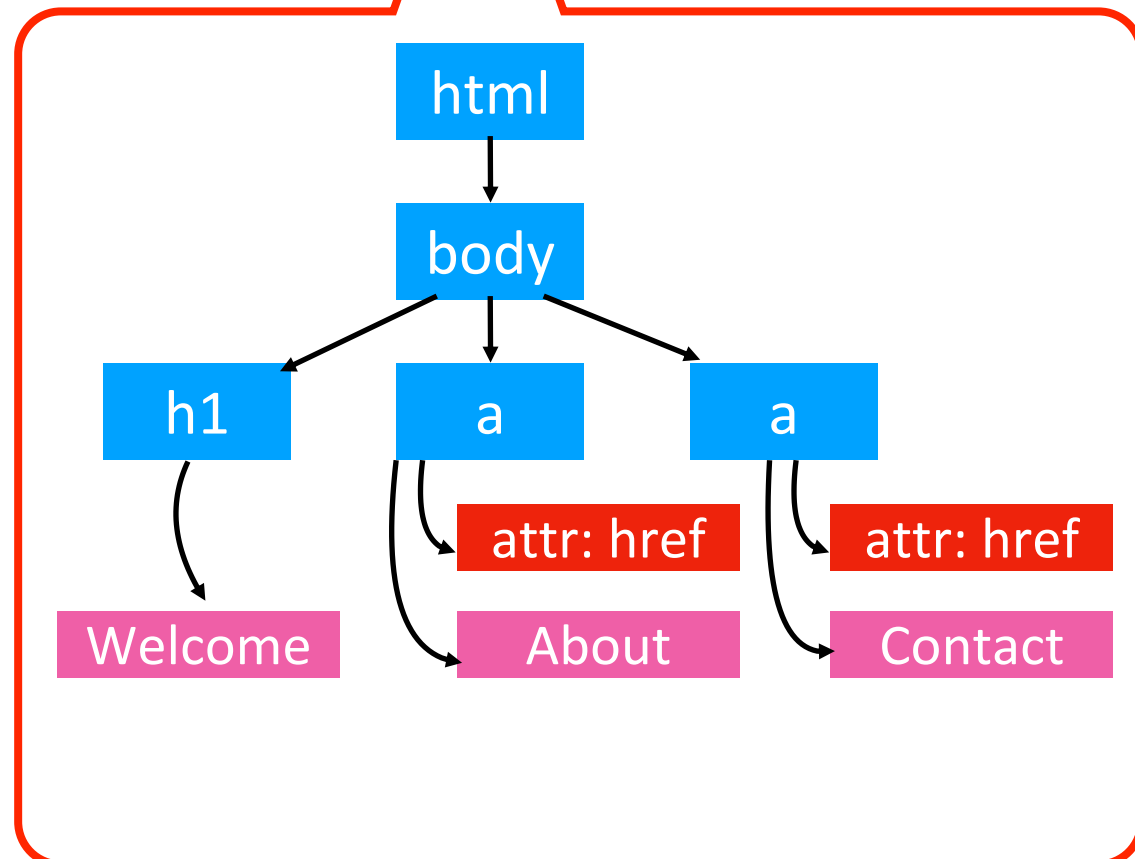 html
body
h1
a
a
attr: href
attr: href
Welcome
About
Contact